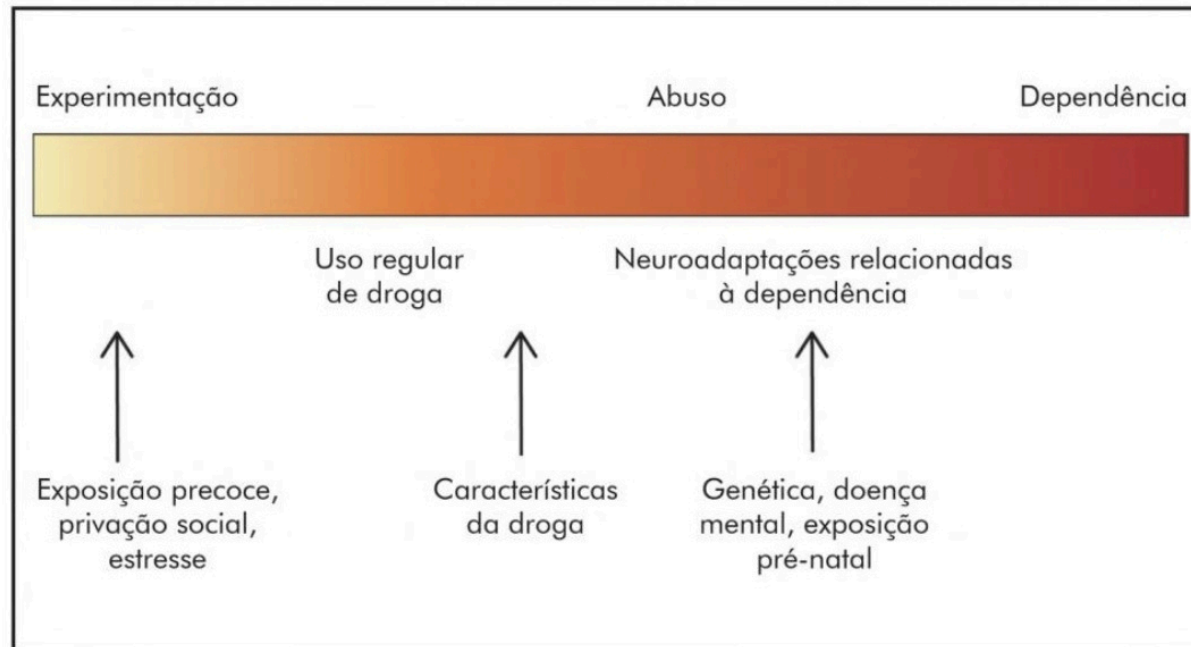 Experimentação
Abuso
Dependência
Uso regular
de droga
Neuroadaptações relacionadas
à dependência
Exposição precoce,
privação social,
estresse
Características
da droga
Genética, doença
mental, exposição
pré-natal